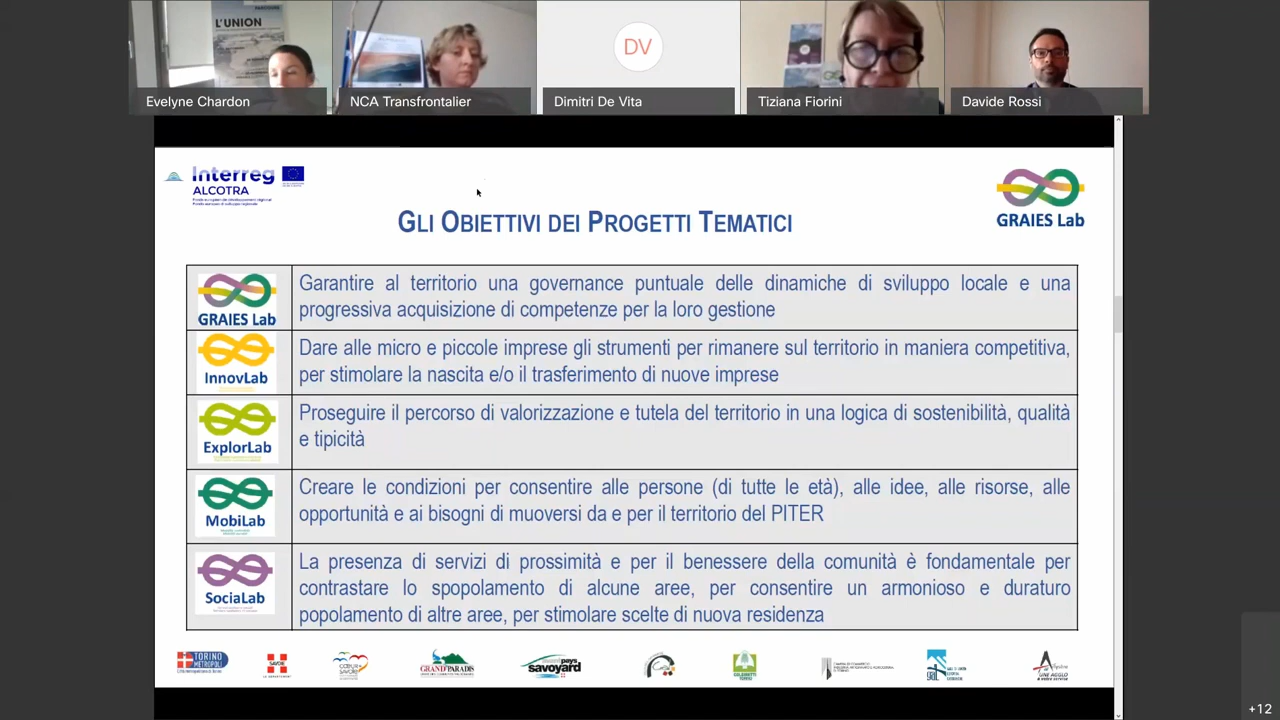 L'UNION
Evelyne Chardon
NCA Transfrontalier
DV
Dimitri De Vita
Tiziana Fiorini
Davide Rossi
Interreg
ALCOTRA
GRAIES Lab
GLI OBIETTIVI DEI PROGETTI TEMATICI
GRAIES Lab
Garantire al territorio una governance puntuale delle dinamiche di sviluppo locale e una
progressiva acquisizione di competenze per la loro gestione
InnovLab
Dare alle micro e piccole imprese gli strumenti per rimanere sul territorio in maniera competitiva,
per stimolare la nascita e/o il trasferimento di nuove imprese
ExplorLab
Proseguire il percorso di valorizzazione e tutela del territorio in una logica di sostenibilità, qualità
e tipicità
MobiLab
Creare le condizioni per consentire alle persone (di tutte le età), alle idee, alle risorse, alle
opportunità e ai bisogni di muoversi da e per il territorio del PITER
SociaLab
La presenza di servizi di prossimità e per il benessere della comunità è fondamentale per
contrastare lo spopolamento di alcune aree, per consentire un armonioso e duraturo
popolamento di altre aree, per stimolare scelte di nuova residenza
TORINO
METROPOLI
SAVOIE
GRAND PARADIS
savoyard
+12